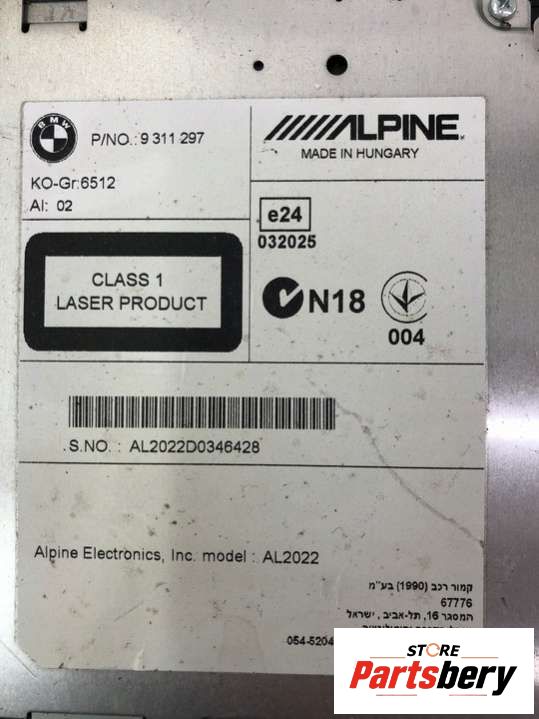 BMW
P/NO.: 9 311 297
ALPINE
MADE IN HUNGARY
KO-Gr:6512
AI: 02
e24
032025
CLASS 1
LASER PRODUCT
N18
004
S.NO. : AL2022D0346428
Alpine Electronics, Inc. model : AL2022
קמור רכב (1990) בע״מ
67776
המסגר 16, תל-אביב, ישראל
054-5204
STORE
Partsbery